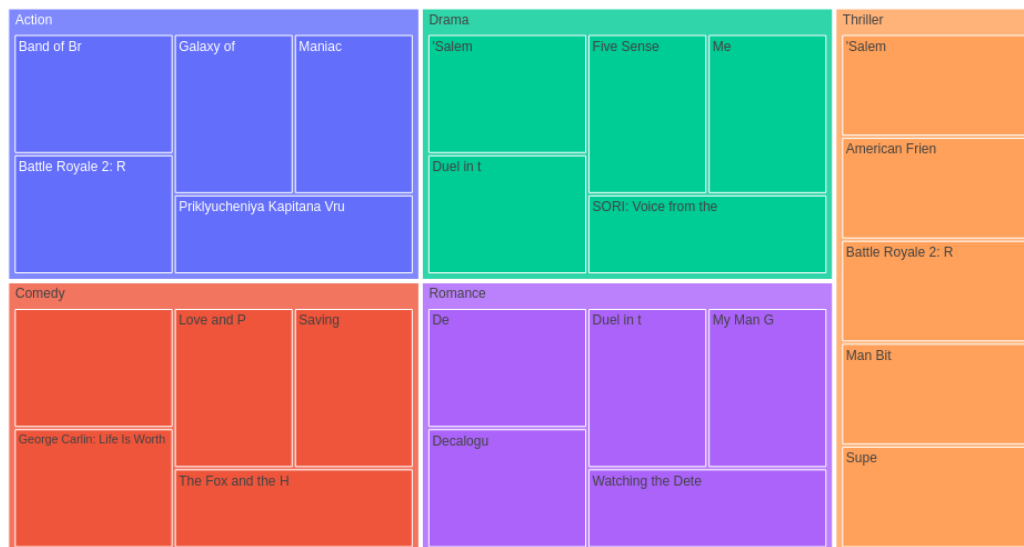 Action
Band of Br
Galaxy of
Maniac
Battle Royale 2: R
Priklyucheniya Kapitana Vru
Drama
'Salem
Five Sense
Me
Duel in t
SORI: Voice from the
Thriller
'Salem
American Frien
Battle Royale 2: R
Man Bit
Supe
Comedy
Love and P
Saving
George Carlin: Life Is Worth
The Fox and the H
Romance
De
Duel in t
My Man G
Decalogu
Watching the Dete